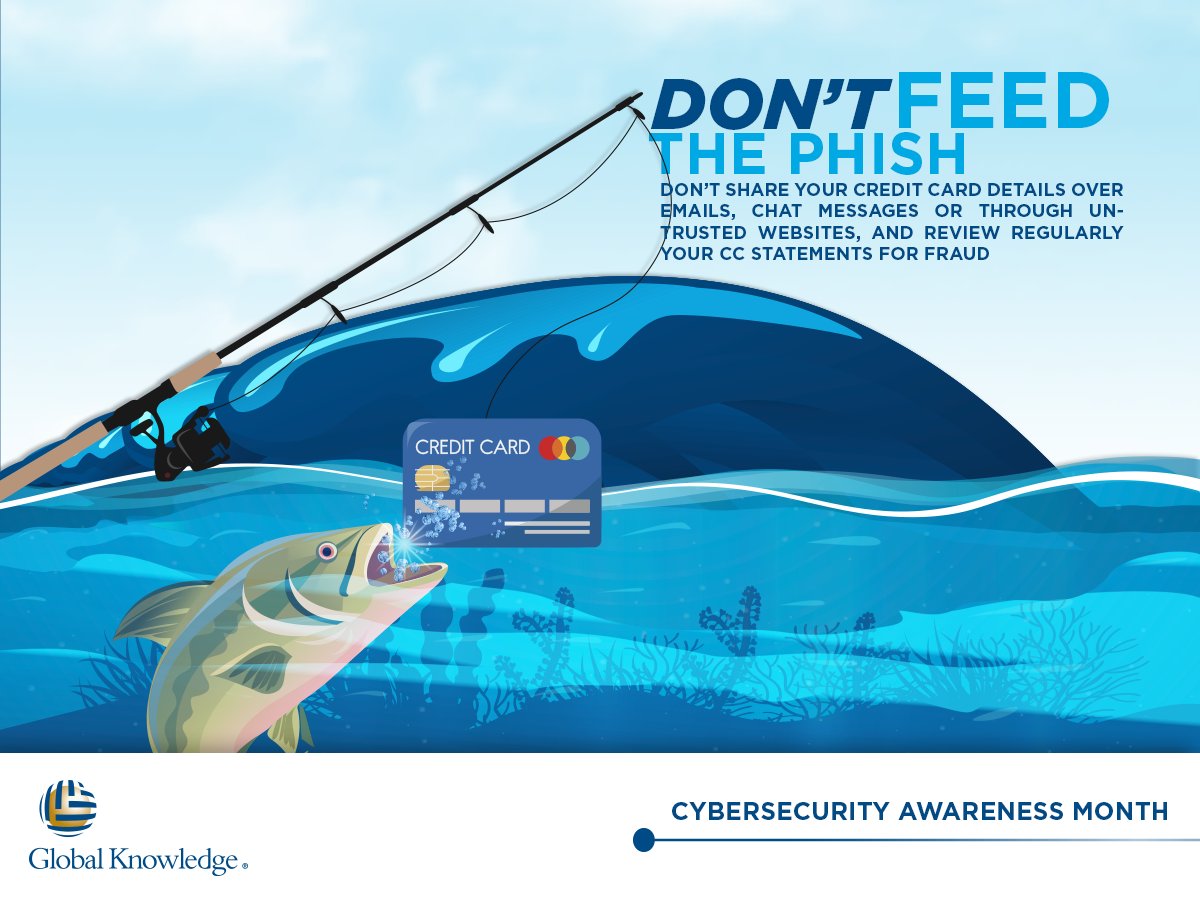 DON'T FEED
THE PHISH
DON'T SHARE YOUR CREDIT CARD DETAILS OVER
EMAILS, CHAT MESSAGES OR THROUGH UN-
TRUSTED WEBSITES, AND REVIEW REGULARLY
YOUR CC STATEMENTS FOR FRAUD
CREDIT CARD
Global Knowledge®
CYBERSECURITY AWARENESS MONTH